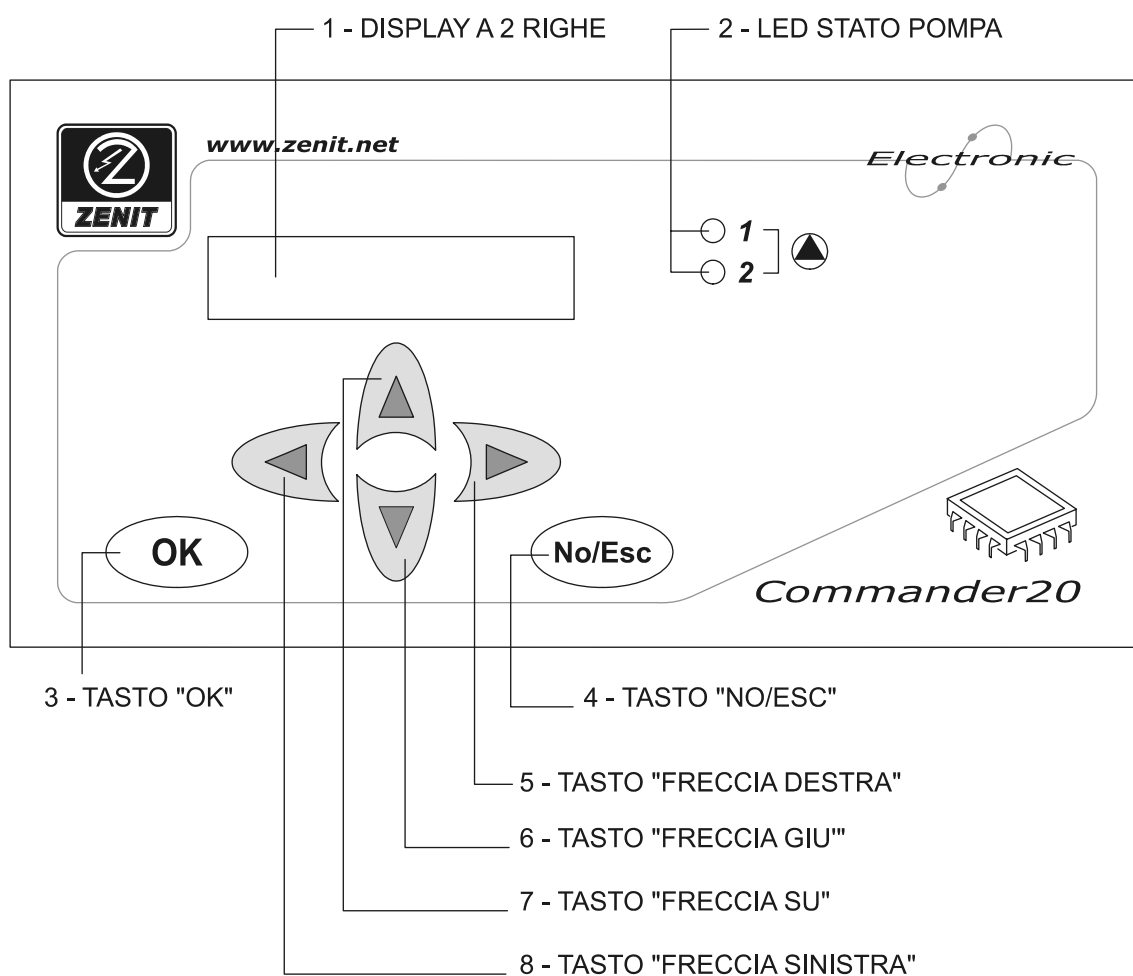 1 - DISPLAY A 2 RIGHE
2 - LED STATO POMPA
ZENIT
www.zenit.net
Electronic
1
2
OK
No/Esc
Commander20
3 - TASTO "OK"
4 - TASTO "NO/ESC"
5 - TASTO "FRECCIA DESTRA"
6 - TASTO "FRECCIA GIU'"
7 - TASTO "FRECCIA SU"
8 - TASTO "FRECCIA SINISTRA"